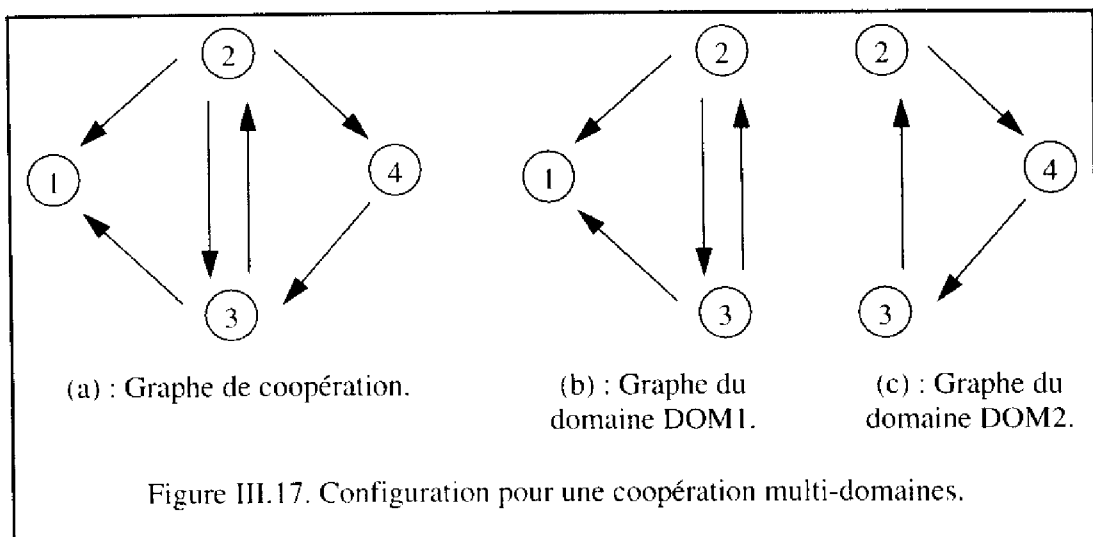 2
1
4
3
2
1
3
2
4
3
(a) : Graphe de coopération.
(b) : Graphe du
domaine DOM1.
(c) : Graphe du
domaine DOM2.
Figure III.17. Configuration pour une coopération multi-domaines.